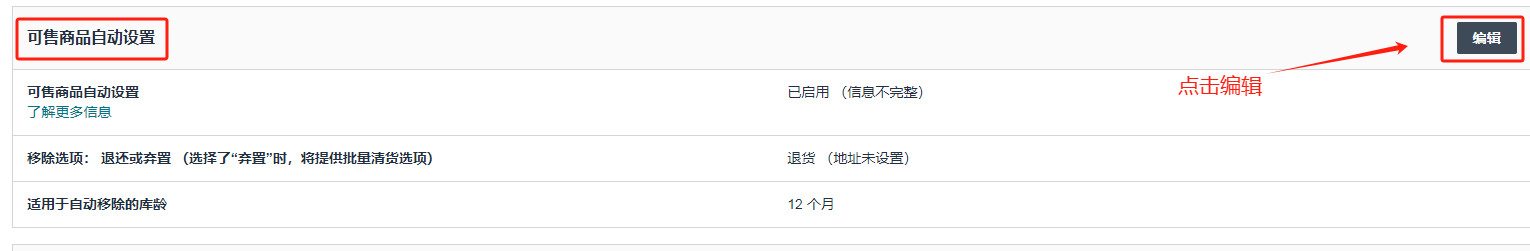 可售商品自动设置
编辑
点击编辑
可售商品自动设置
已启用 （信息不完整）
了解更多信息
移除选项： 退还或弃置 （选择了“弃置”时，将提供批量清货选项）
退货 （地址未设置）
适用于自动移除的库龄
12 个月